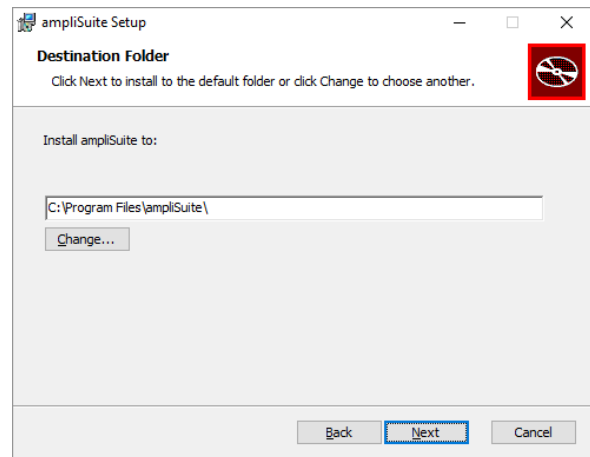 ampliSuite Setup
Destination Folder
Click Next to install to the default folder or click Change to choose another.
Install ampliSuite to:
C:\Program Files\ampliSuite\
Change...
Back Next Cancel